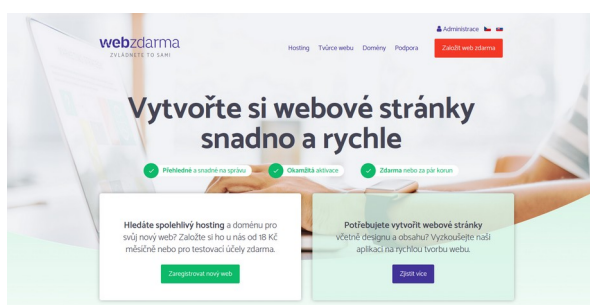 webzdarma
ZVLÁDNETE TO SAMI
Administrace
Hosting Tvůrce webu Domény Podpora Založit web zdarma
Vytvořte si webové stránky
snadno a rychle
Přehledné a snadné na správu Okamžitá aktivace Zdarma nebo za pár korun
Hledáte spolehlivý hosting a doménu pro
svůj nový web? Založte si ho u nás od 18 Kč
měsíčně nebo pro testovací účely zdarma.
Zaregistrovat nový web
Potřebujete vytvořit webové stránky
včetně designu a obsahu? Vyzkoušejte naši
aplikaci na rychlou tvorbu webu.
Zjistit více